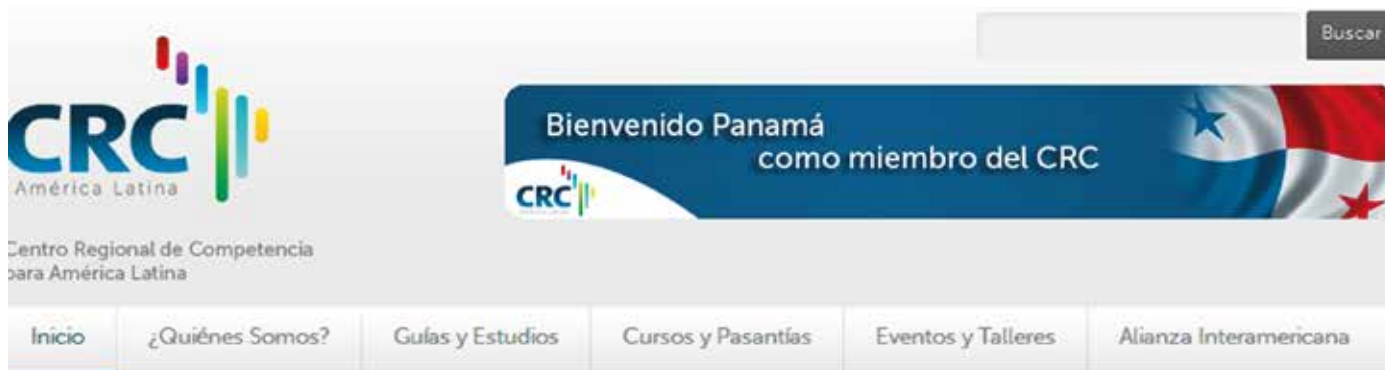 Buscar
CRC
América Latina
Bienvenido Panamá
como miembro del CRC
CRC
Centro Regional de Competencia
para América Latina
Inicio
¿Quiénes Somos?
Guías y Estudios
Cursos y Pasantías
Eventos y Talleres
Alianza Interamericana